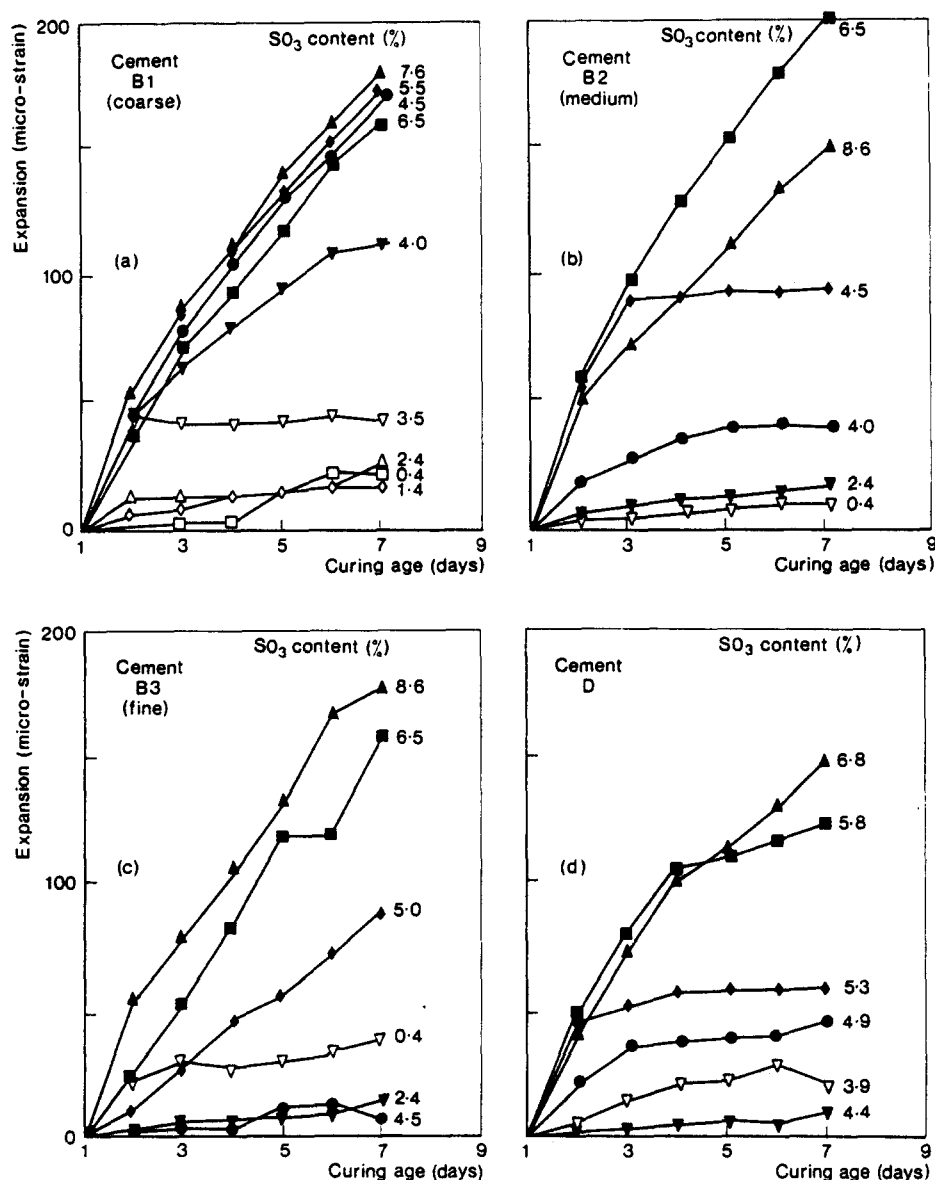 SO₃ content (%)
Cement
B1
(coarse)
7·6
5·5
4·5
6·5
4·0
(a)
3·5
2·4
0·4
1·4
200
100
0
1 3 5 7 9
Curing age (days)
Expansion (micro-strain)
SO₃ content (%)
Cement
B2
(medium)
6·5
8·6
(b)
4·5
4·0
2·4
0·4
1 3 5 7 9
Curing age (days)
SO₃ content (%)
Cement
B3
(fine)
8·6
6·5
(c)
5·0
0·4
2·4
4·5
200
100
0
1 3 5 7 9
Curing age (days)
Expansion (micro-strain)
SO₃ content (%)
Cement
D
6·8
5·8
(d)
5·3
4·9
3·9
4·4
1 3 5 7 9
Curing age (days)